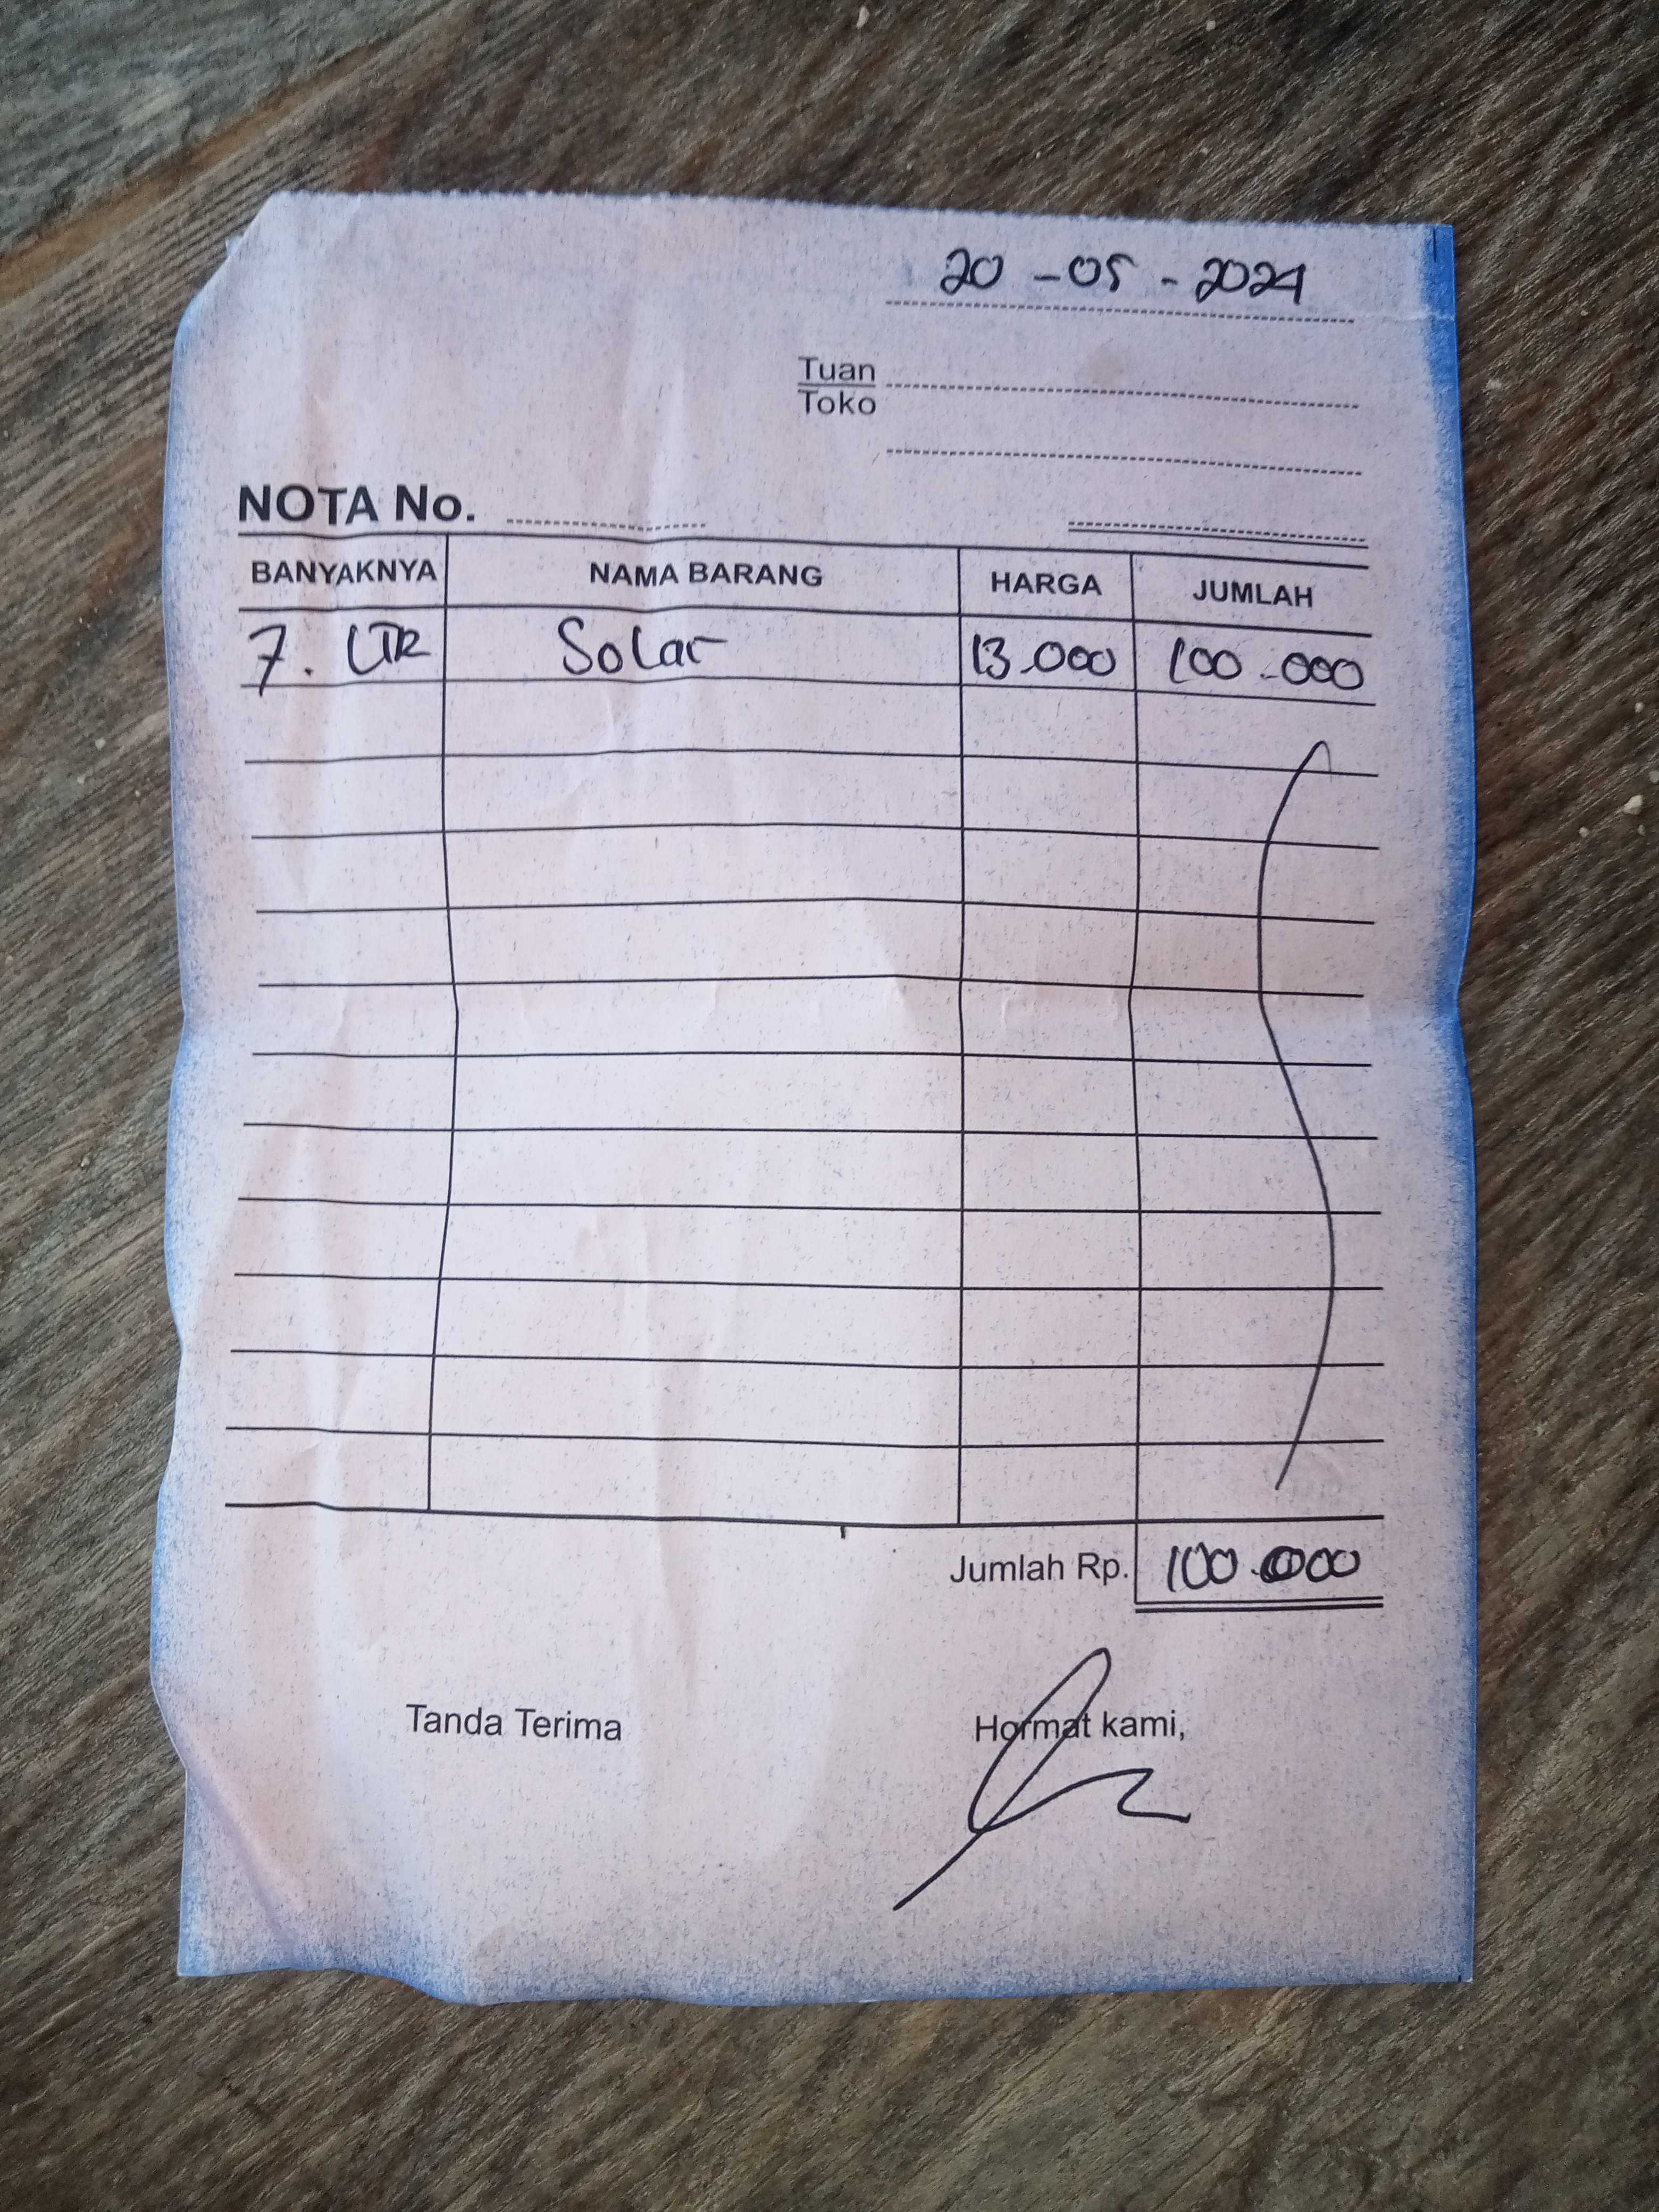 20 - 05 - 2024
Tuan
Toko
NOTA No.
BANYAKNYA NAMA BARANG HARGA JUMLAH
7. LTR Solar 13.000 100.000
Jumlah Rp. 100.000
Tanda Terima Hormat kami,